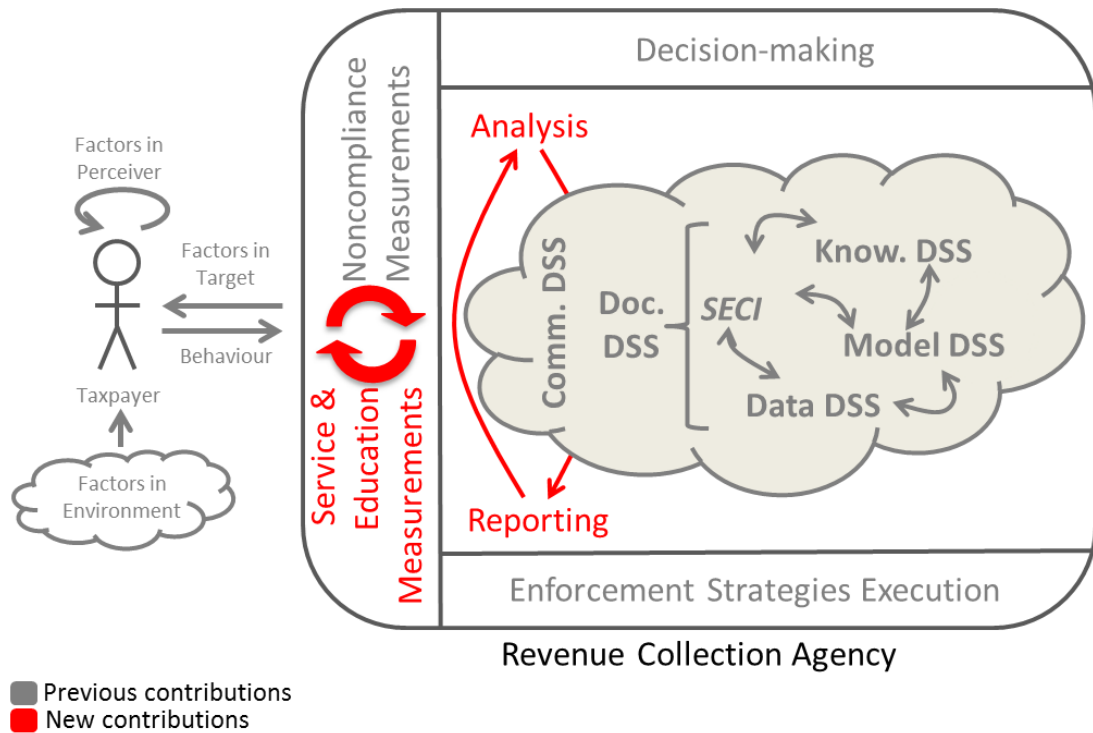 Factors in
Perceiver
Factors in
Target
Behaviour
Taxpayer
Factors in
Environment
Noncompliance
Measurements
Service &
Education
Measurements
Decision-making
Analysis
Reporting
Comm. DSS
Doc.
DSS
SECI
Know. DSS
Model DSS
Data DSS
Enforcement Strategies Execution
Revenue Collection Agency
Previous contributions
New contributions